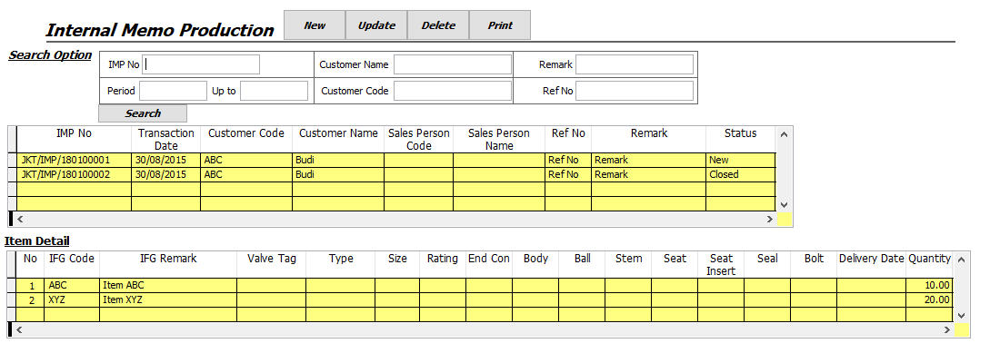 Internal Memo Production New Update Delete Print
Search Option
IMP No Customer Name Remark
Period Up to Customer Code Ref No
Search
IMP No Transaction Date Customer Code Customer Name Sales Person Code Sales Person Name Ref No Remark Status
JKT/IMP/180100001 30/08/2015 ABC Budi Ref No Remark New
JKT/IMP/180100002 30/08/2015 ABC Budi Ref No Remark Closed
Item Detail
No IFG Code IFG Remark Valve Tag Type Size Rating End Con Body Ball Stem Seat Seat Insert Seal Bolt Delivery Date Quantity
1 ABC Item ABC 10.00
2 XYZ Item XYZ 20.00